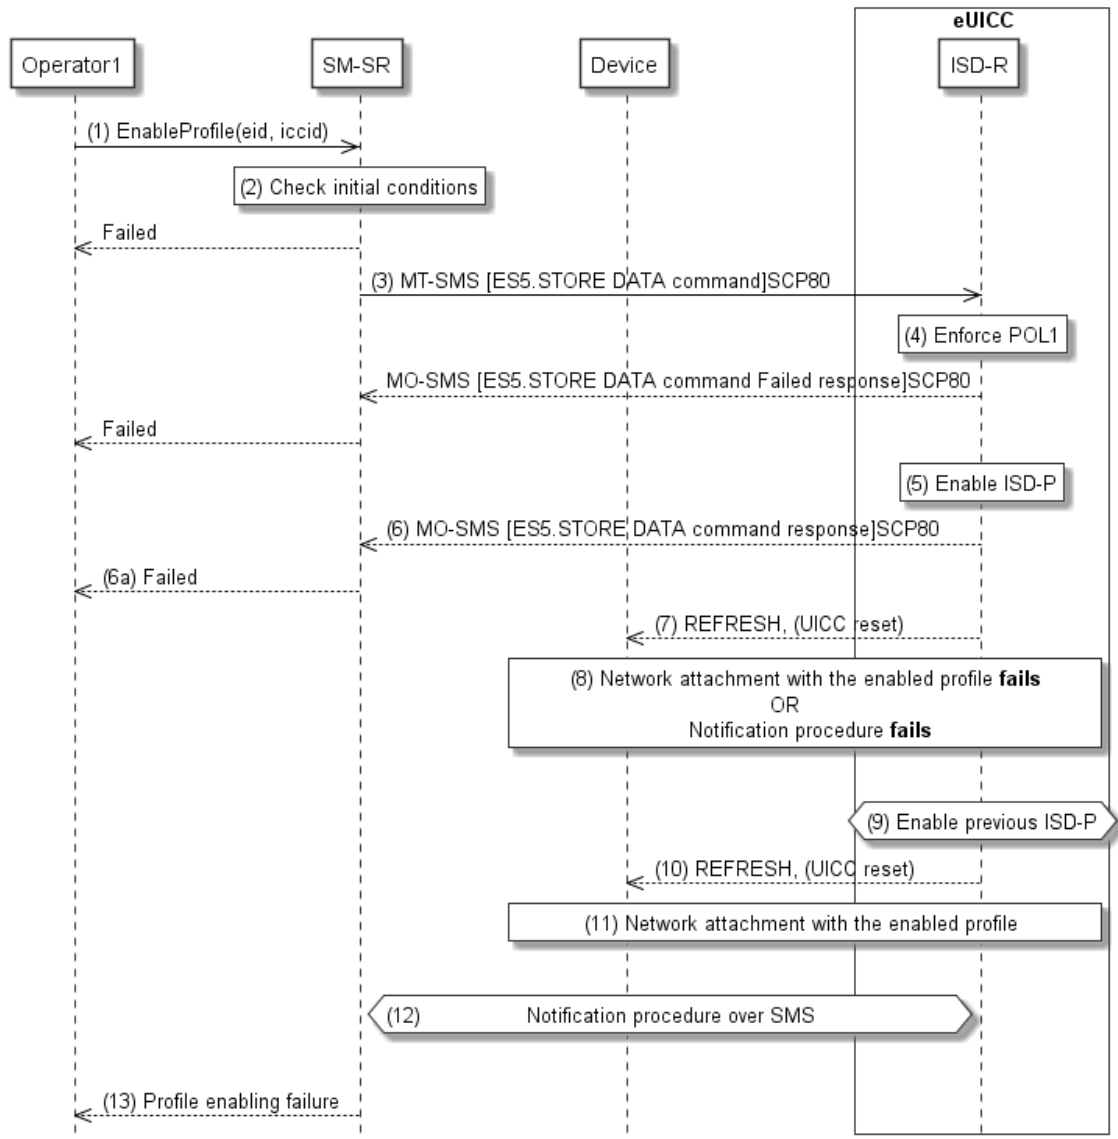 eUICC
Operator1
SM-SR
Device
ISD-R
(1) EnableProfile(eid, iccid)
(2) Check initial conditions
Failed
(3) MT-SMS [ES5.STORE DATA command]SCP80
(4) Enforce POL1
MO-SMS [ES5.STORE DATA command Failed response]SCP80
Failed
(5) Enable ISD-P
(6) MO-SMS [ES5.STORE DATA command response]SCP80
(6a) Failed
(7) REFRESH, (UICC reset)
(8) Network attachment with the enabled profile fails
OR
Notification procedure fails
(9) Enable previous ISD-P
(10) REFRESH, (UICC reset)
(11) Network attachment with the enabled profile
(12) Notification procedure over SMS
(13) Profile enabling failure